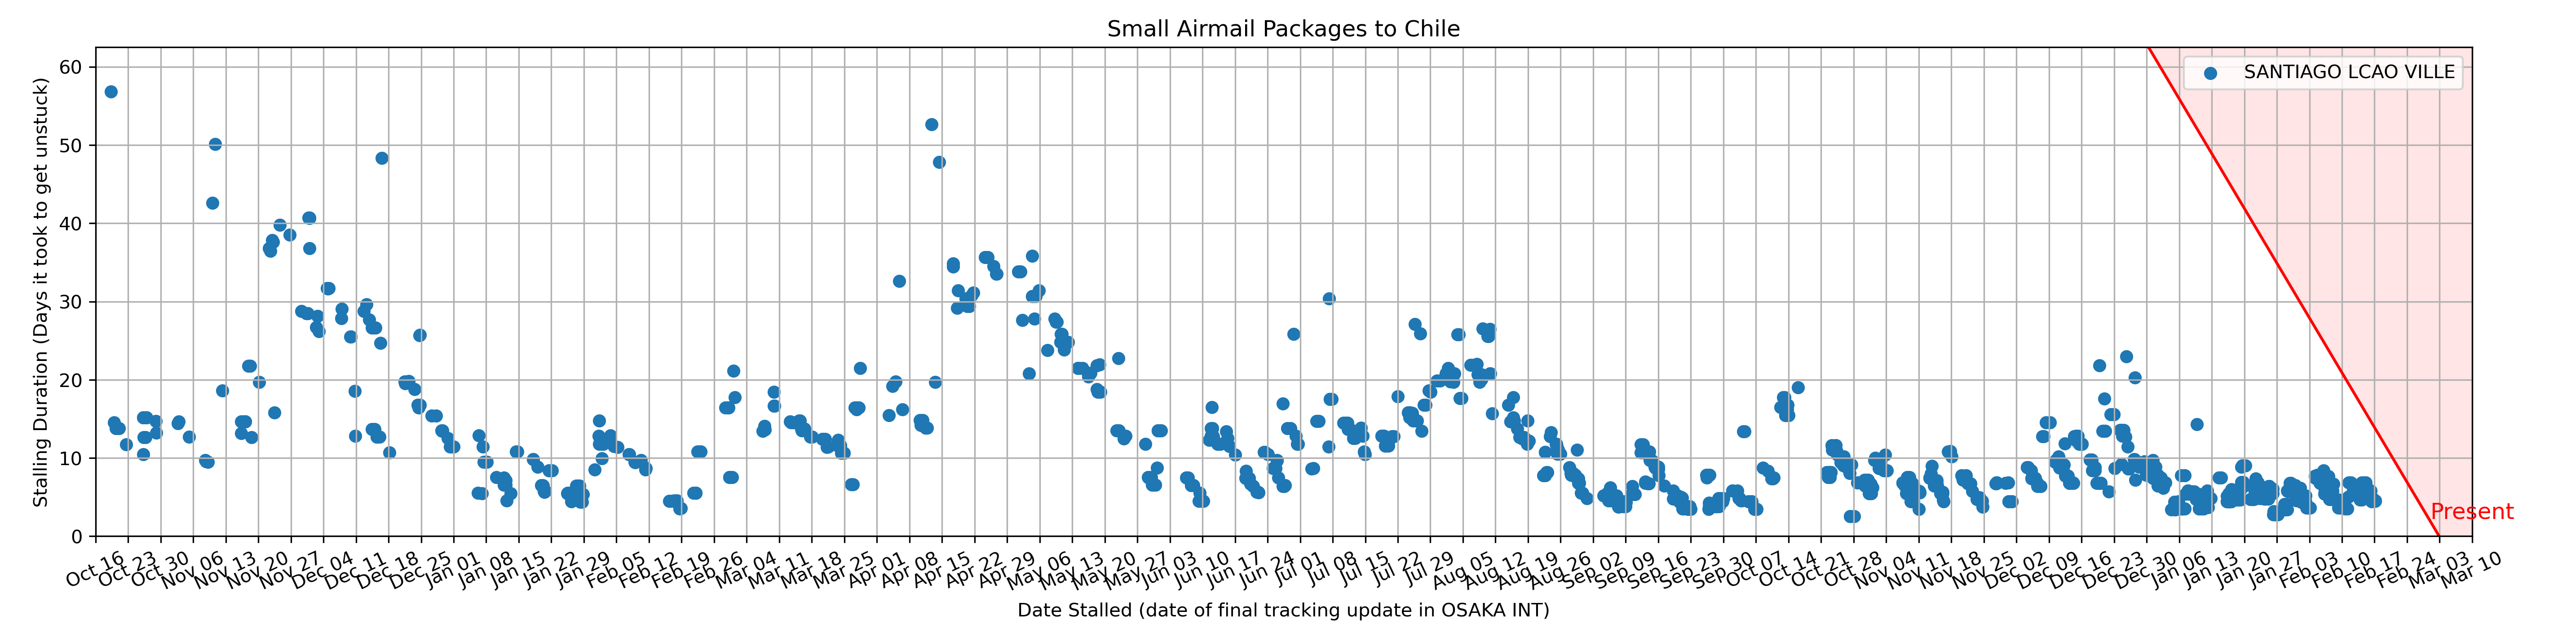 Small Airmail Packages to Chile
SANTIAGO LCAO VILLE
Stalling Duration (Days it took to get unstuck)
60
50
40
30
20
10
0
Present
Oct 16 Oct 23 Oct 30 Nov 06 Nov 13 Nov 20 Nov 27 Dec 04 Dec 11 Dec 18 Dec 25 Jan 01 Jan 08 Jan 15 Jan 22 Jan 29 Feb 05 Feb 12 Feb 19 Feb 26 Mar 04 Mar 11 Mar 18 Mar 25 Apr 01 Apr 08 Apr 15 Apr 22 Apr 29 May 06 May 13 May 20 May 27 Jun 03 Jun 10 Jun 17 Jun 24 Jul 01 Jul 08 Jul 15 Jul 22 Jul 29 Aug 05 Aug 12 Aug 19 Aug 26 Sep 02 Sep 09 Sep 16 Sep 23 Sep 30 Oct 07 Oct 14 Oct 21 Oct 28 Nov 04 Nov 11 Nov 18 Nov 25 Dec 02 Dec 09 Dec 16 Dec 23 Dec 30 Jan 06 Jan 13 Jan 20 Jan 27 Feb 03 Feb 10 Feb 17 Feb 24 Mar 03 Mar 10
Date Stalled (date of final tracking update in OSAKA INT)